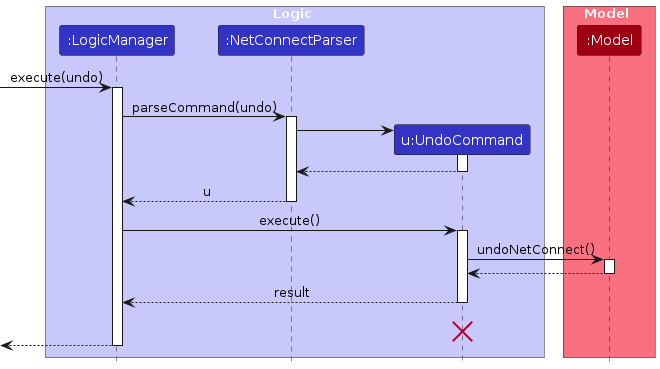 Logic
Model
:LogicManager
:NetConnectParser
:Model
execute(undo)
parseCommand(undo)
u:UndoCommand
u
execute()
undoNetConnect()
result